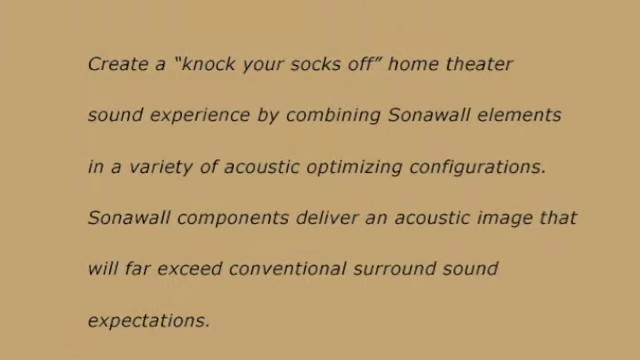 Create a “knock your socks off” home theater
sound experience by combining Sonawall elements
in a variety of acoustic optimizing configurations.
Sonawall components deliver an acoustic image that
will far exceed conventional surround sound
expectations.